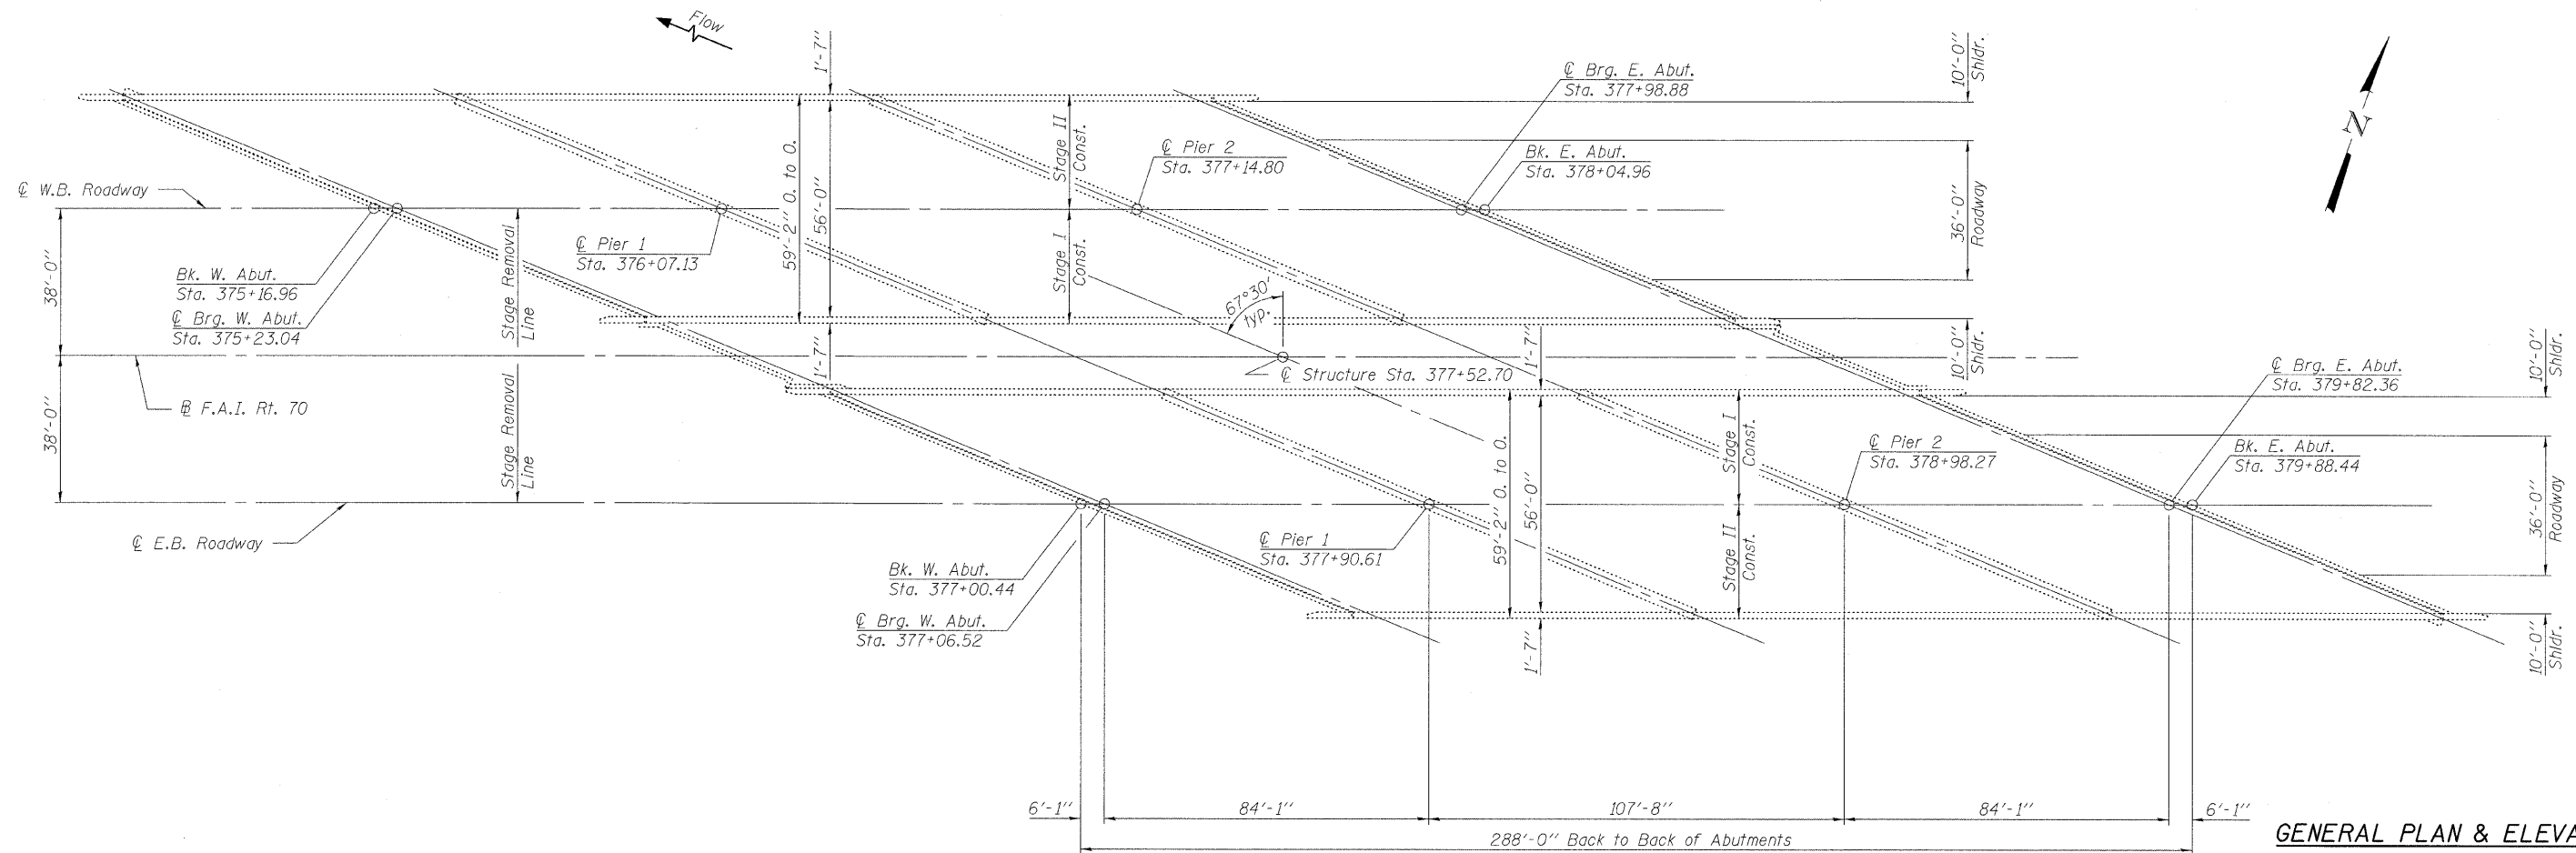 Flow
1'-7"
10'-0"
Shldr.
℄ Brg. E. Abut.
Sta. 377+98.88
N
Stage II
Const.
℄ Pier 2
Sta. 377+14.80
Bk. E. Abut.
Sta. 378+04.96
℄ W.B. Roadway
59'-2" O. to O.
56'-0"
36'-0"
Roadway
38'-0"
Stage Removal
Line
℄ Pier 1
Sta. 376+07.13
Stage I
Const.
Bk. W. Abut.
Sta. 375+16.96
℄ Brg. W. Abut.
Sta. 375+23.04
67°30'
typ.
1'-7"
1'-7"
10'-0"
Shldr.
10'-0"
Shldr.
℄ Structure Sta. 377+52.70
℄ Brg. E. Abut.
Sta. 379+82.36
38'-0"
Stage Removal
Line
B F.A.I. Rt. 70
59'-2" O. to O.
56'-0"
Stage I
Const.
℄ Pier 2
Sta. 378+98.27
Bk. E. Abut.
Sta. 379+88.44
36'-0"
Roadway
℄ E.B. Roadway
℄ Pier 1
Sta. 377+90.61
Stage II
Const.
Bk. W. Abut.
Sta. 377+00.44
℄ Brg. W. Abut.
Sta. 377+06.52
1'-7"
10'-0"
Shldr.
6'-1"
84'-1"
107'-8"
84'-1"
6'-1"
288'-0" Back to Back of Abutments
GENERAL PLAN & ELEVA